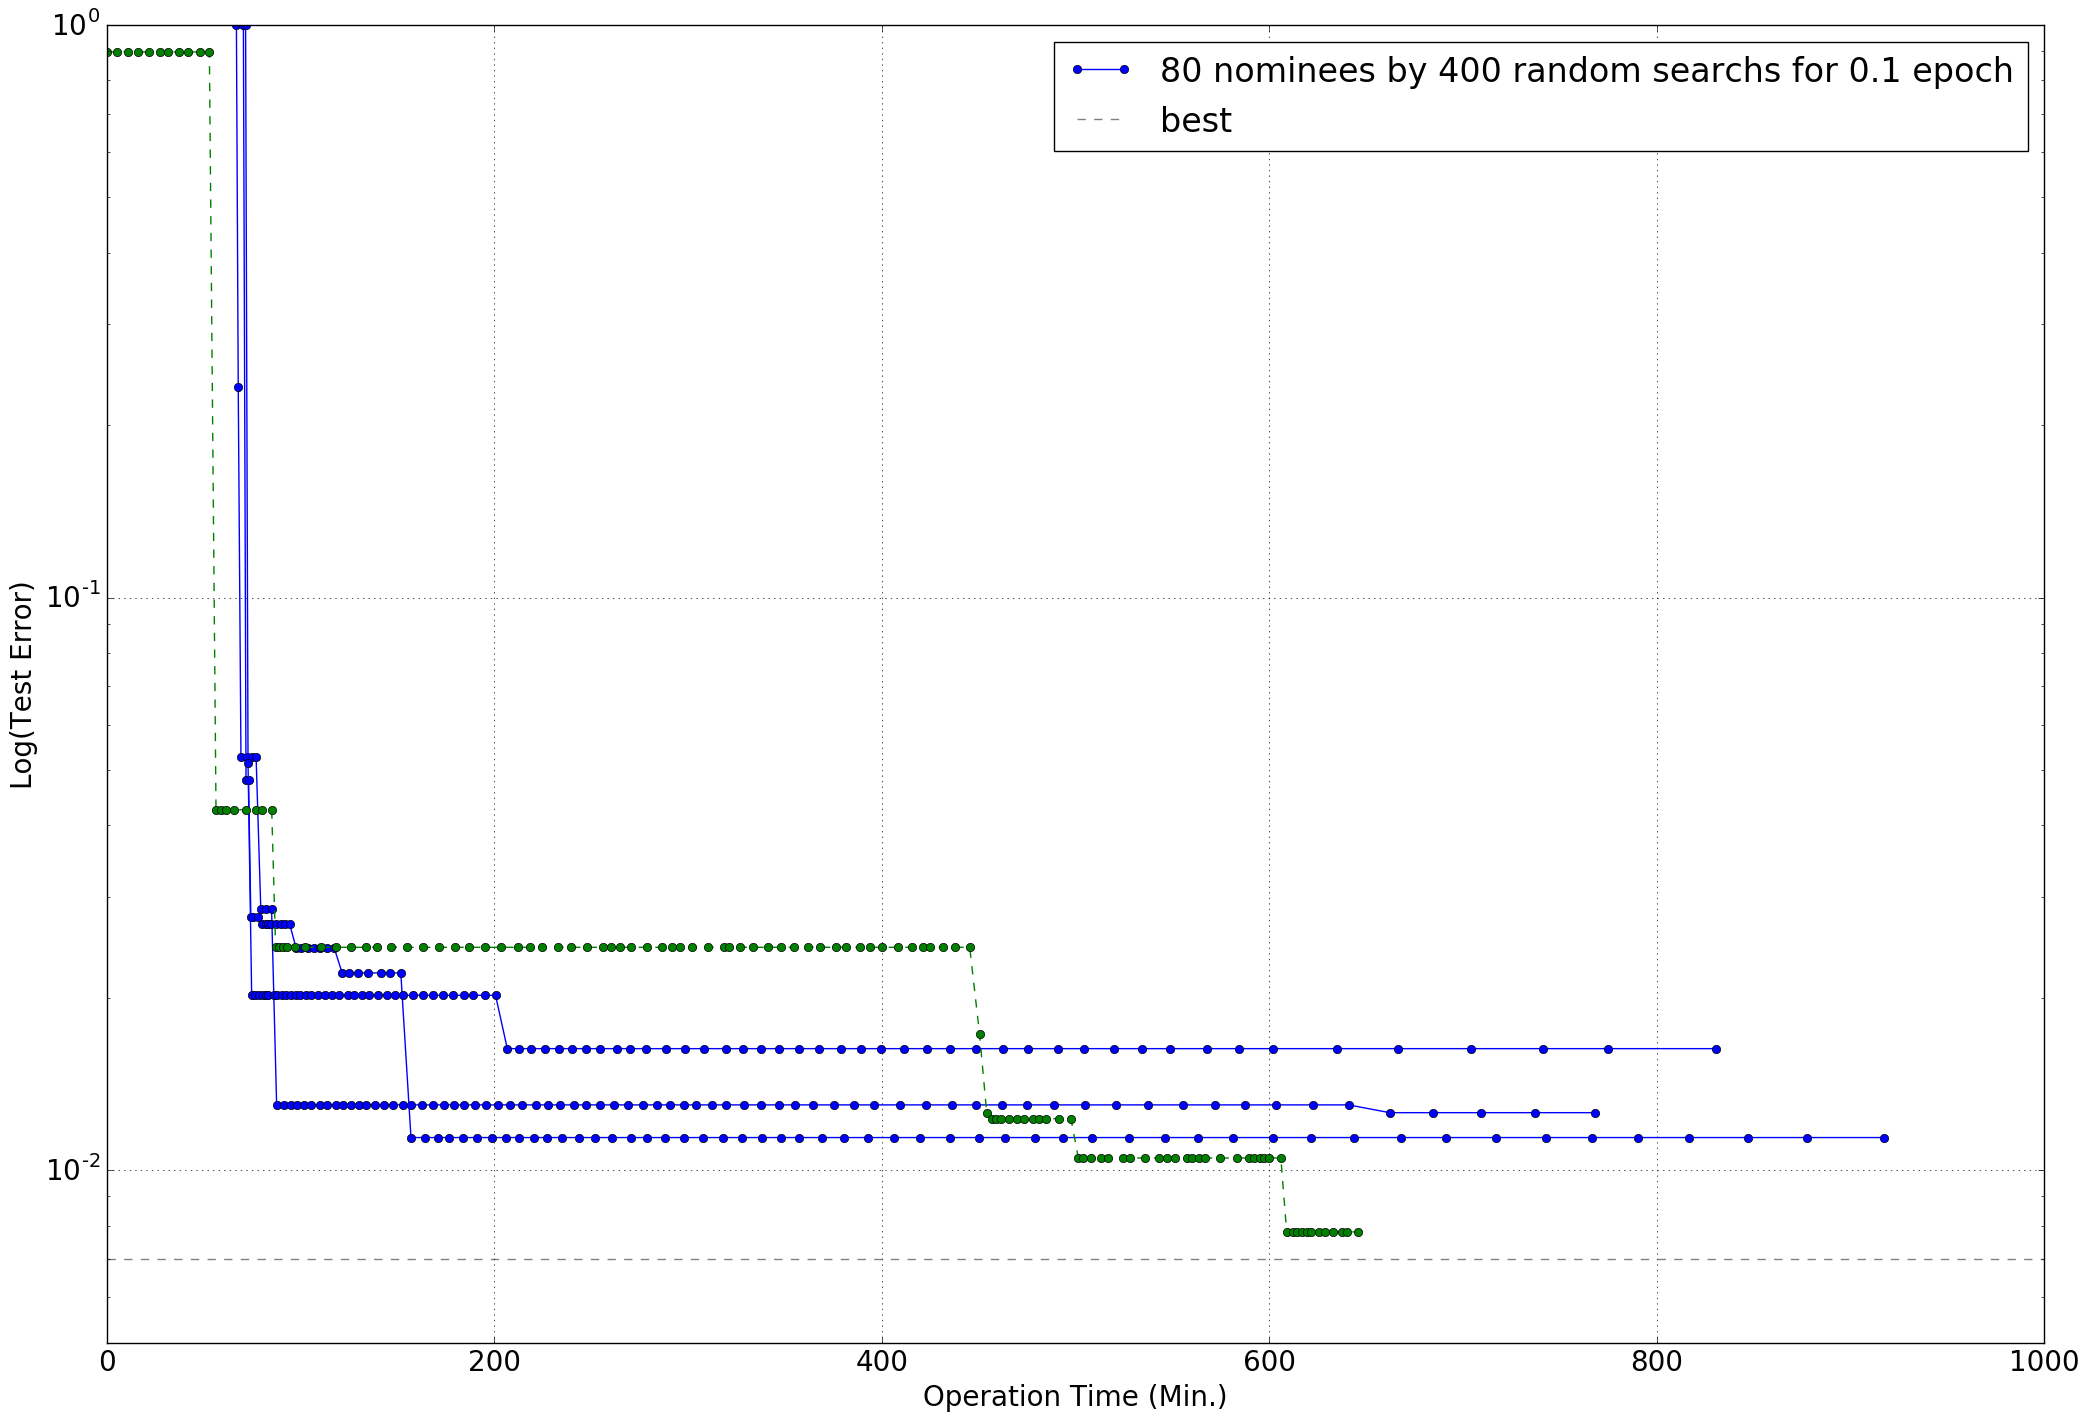 10^0
80 nominees by 400 random searchs for 0.1 epoch
best
10^-1
Log(Test Error)
10^-2
0 200 400 600 800 1000
Operation Time (Min.)